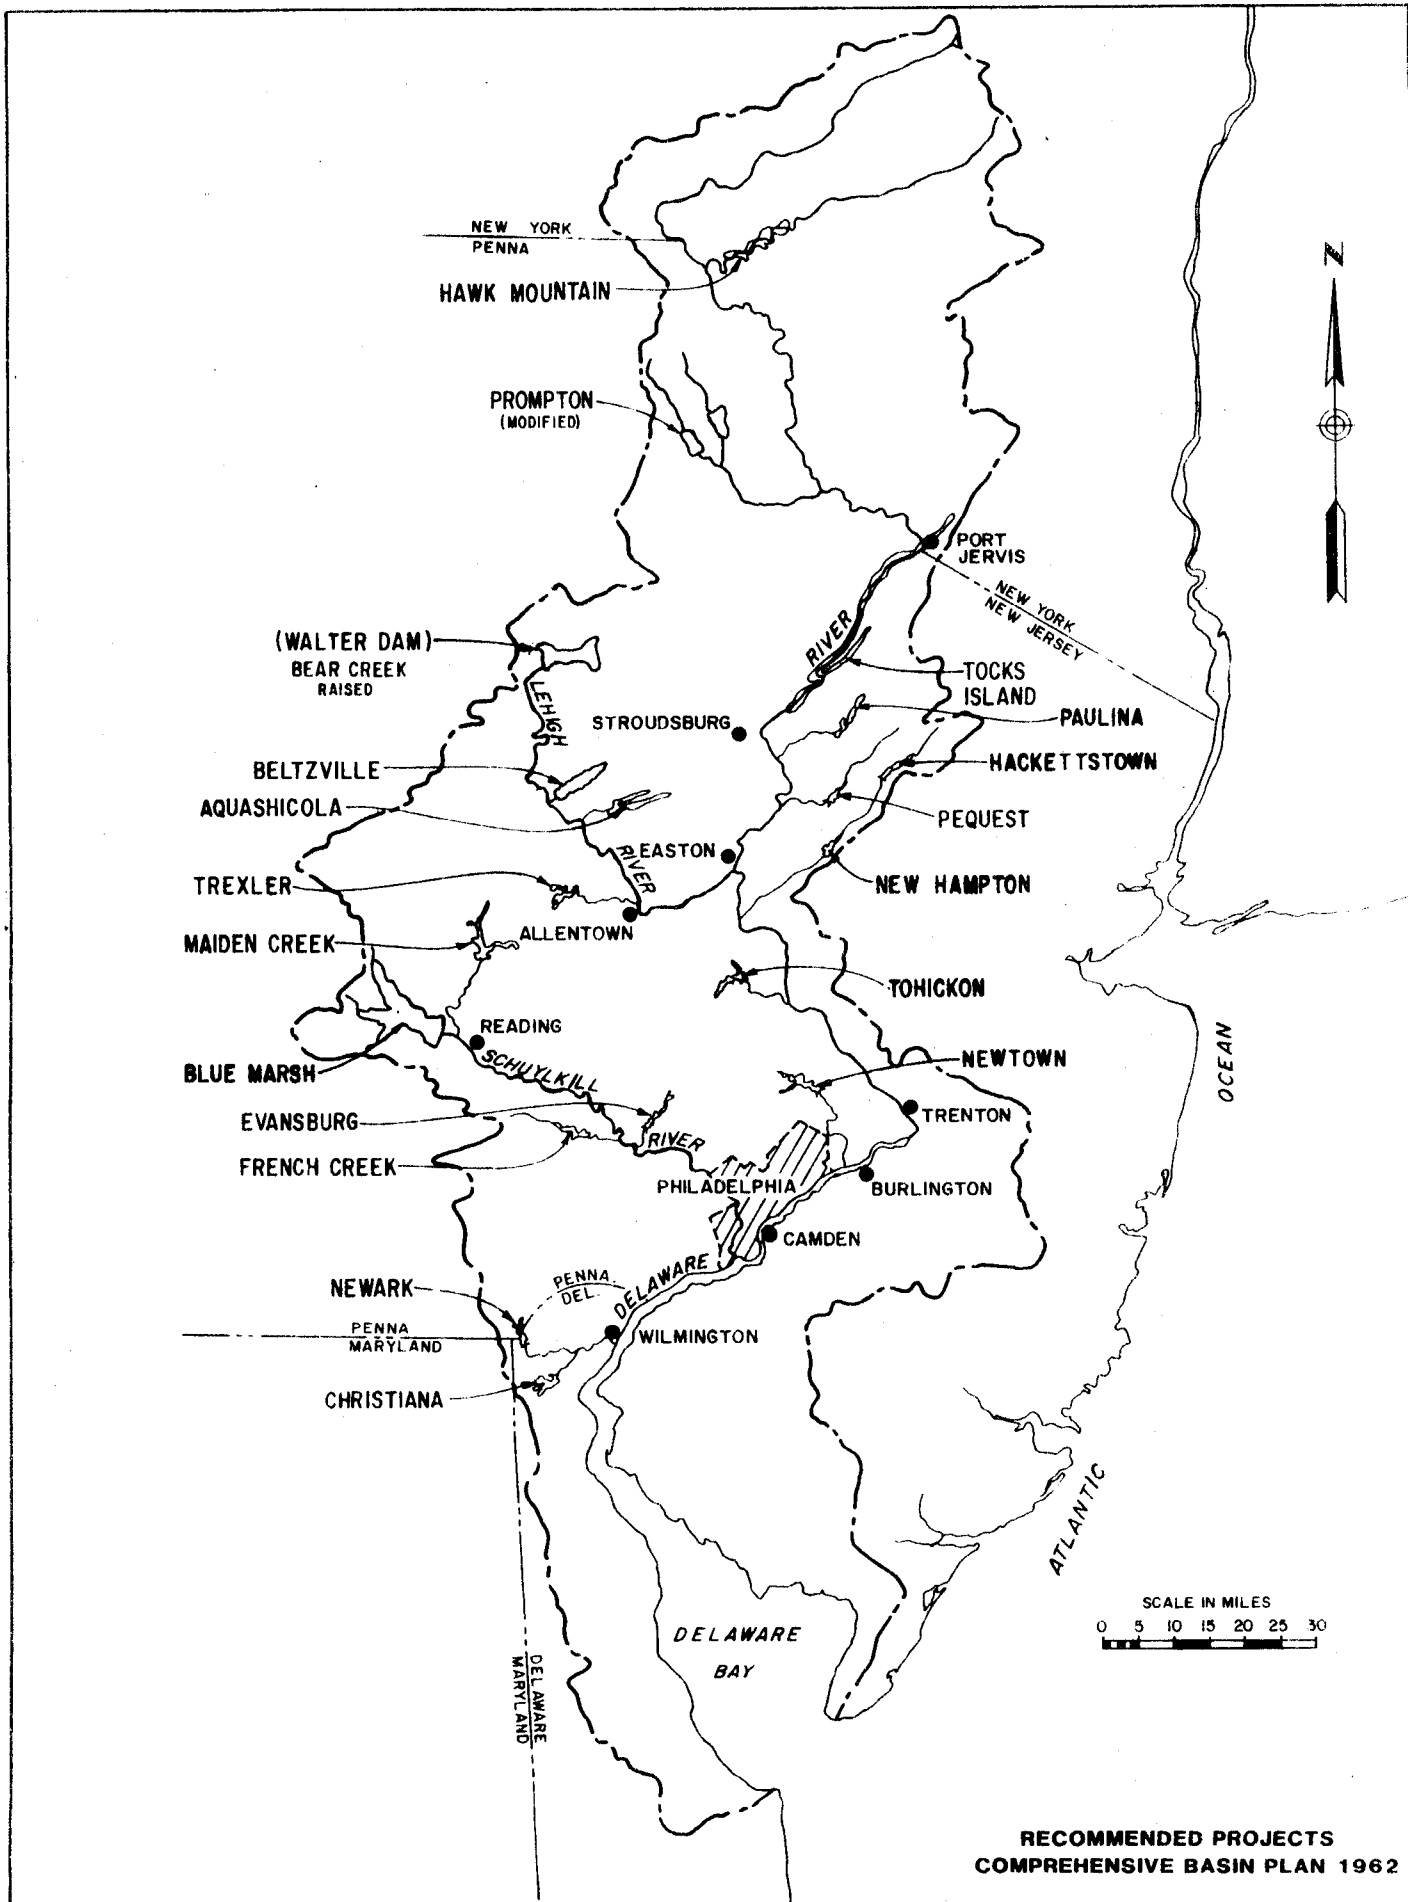 NEW YORK
PENNA
HAWK MOUNTAIN
N
PROMPTON
(MODIFIED)
PORT
JERVIS
NEW YORK
NEW JERSEY
(WALTER DAM)
BEAR CREEK
RAISED
RIVER
TOCKS
ISLAND
LEHIGH
STROUDSBURG
PAULINA
BELTZVILLE
HACKETTSTOWN
AQUASHICOLA
PEQUEST
EASTON
RIVER
TREXLER
NEW HAMPTON
ALLENTOWN
MAIDEN CREEK
TOHICKON
READING
OCEAN
SCHUYLKILL
BLUE MARSH
NEWTOWN
EVANSBURG
TRENTON
RIVER
FRENCH CREEK
PHILADELPHIA
BURLINGTON
CAMDEN
NEWARK
PENNA.
DEL.
DELAWARE
PENNA
MARYLAND
WILMINGTON
CHRISTIANA
ATLANTIC
SCALE IN MILES
0 5 10 15 20 25 30
DELAWARE
BAY
DELAWARE
MARYLAND
RECOMMENDED PROJECTS
COMPREHENSIVE BASIN PLAN 1962